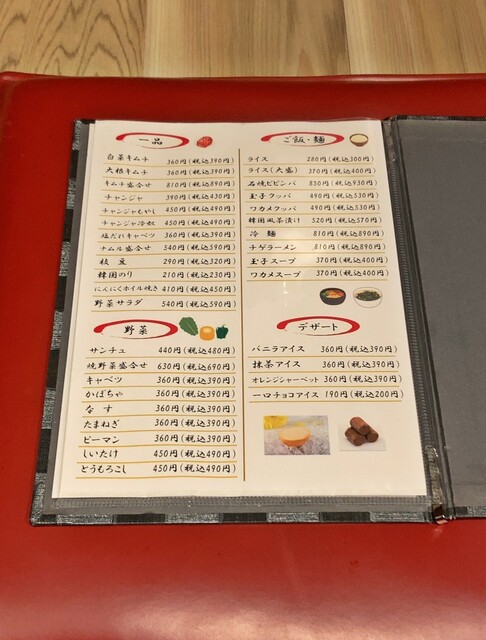 一品
白菜キムチ 360円(税込390円)
大根キムチ 360円(税込390円)
キムチ盛合せ 810円(税込890円)
チャンジャ 390円(税込430円)
チャンジャもやし 450円(税込490円)
チャンジャ冷奴 450円(税込490円)
塩だれキャベツ 360円(税込390円)
ナムル盛合せ 540円(税込590円)
枝豆 290円(税込320円)
韓国のり 210円(税込230円)
にんにくホイル焼き 410円(税込450円)
野菜サラダ 540円(税込590円)
野菜
サンチュ 440円(税込480円)
焼野菜盛合せ 630円(税込690円)
キャベツ 360円(税込390円)
かぼちゃ 360円(税込390円)
なす 360円(税込390円)
たまねぎ 360円(税込390円)
ピーマン 360円(税込390円)
しいたけ 450円(税込490円)
とうもろこし 450円(税込490円)
ご飯・麺
ライス 280円(税込300円)
ライス(大盛) 370円(税込400円)
石焼ビビンバ 830円(税込930円)
玉子クッパ 490円(税込530円)
ワカメクッパ 490円(税込530円)
韓国風茶漬け 520円(税込570円)
冷麺 810円(税込890円)
チゲラーメン 810円(税込890円)
玉子スープ 370円(税込400円)
ワカメスープ 370円(税込400円)
デザート
バニラアイス 360円(税込390円)
抹茶アイス 360円(税込390円)
オレンジシャーベット 360円(税込390円)
一口チョコアイス 190円(税込200円)